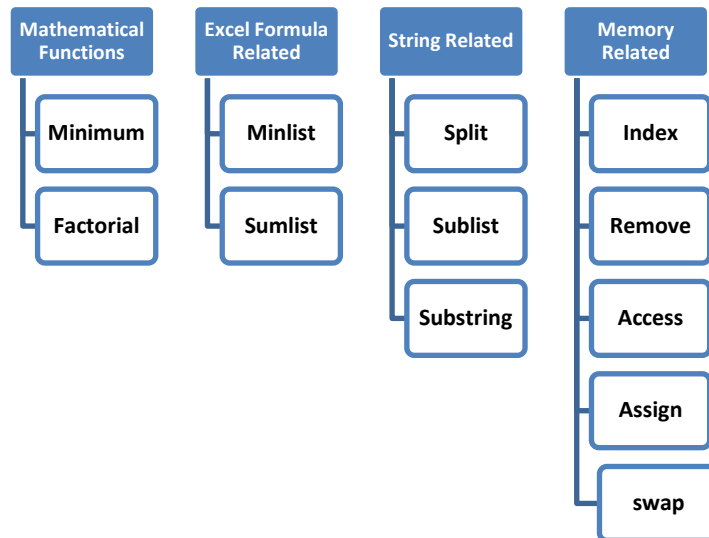 Mathematical
Functions
Minimum
Factorial
Excel Formula
Related
Minlist
Sumlist
String Related
Split
Sublist
Substring
Memory
Related
Index
Remove
Access
Assign
swap